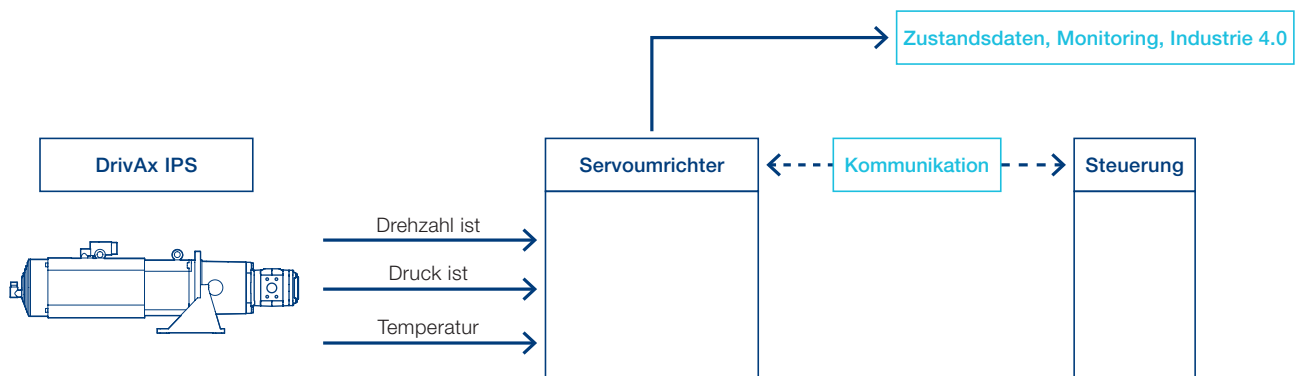 Zustandsdaten, Monitoring, Industrie 4.0
DrivAx IPS
Servoumrichter
Kommunikation
Steuerung
Drehzahl ist
Druck ist
Temperatur